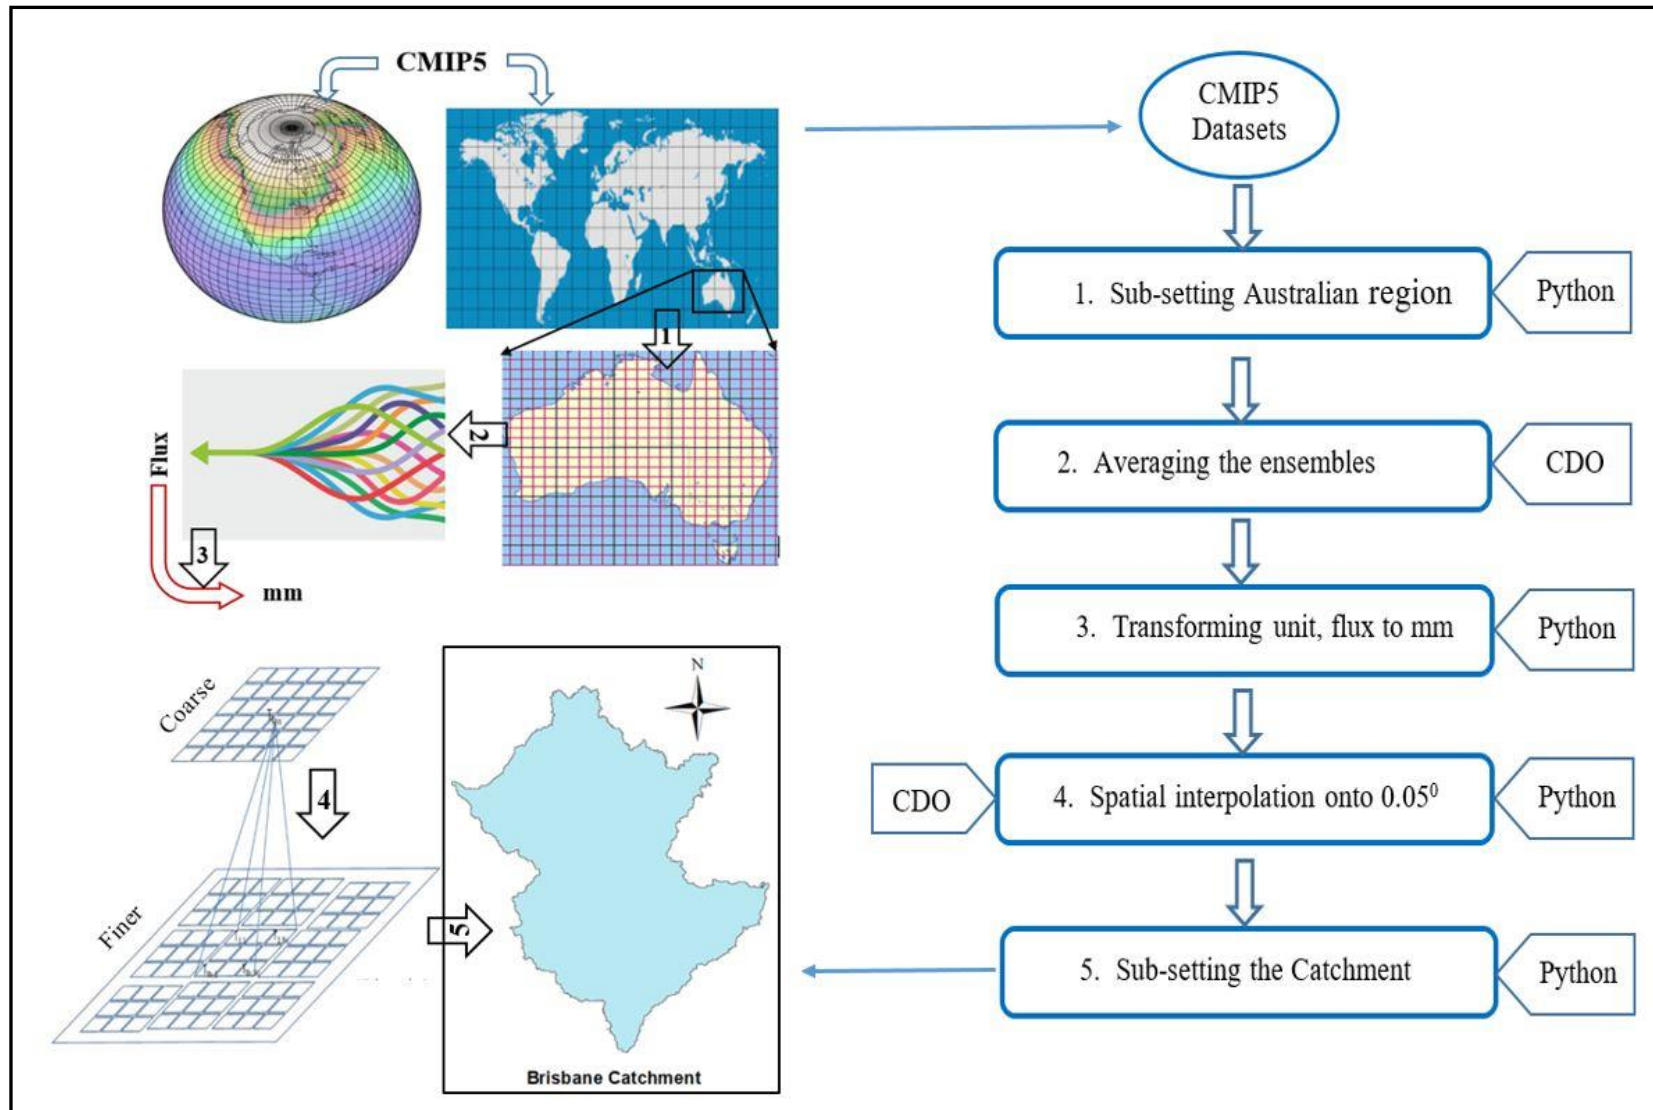 CMIP5
1
2
Flux
3
mm
Coarse
4
Finer
5
N
Brisbane Catchment
CMIP5
Datasets
1. Sub-setting Australian region
Python
2. Averaging the ensembles
CDO
3. Transforming unit, flux to mm
Python
CDO
4. Spatial interpolation onto 0.05⁰
Python
5. Sub-setting the Catchment
Python